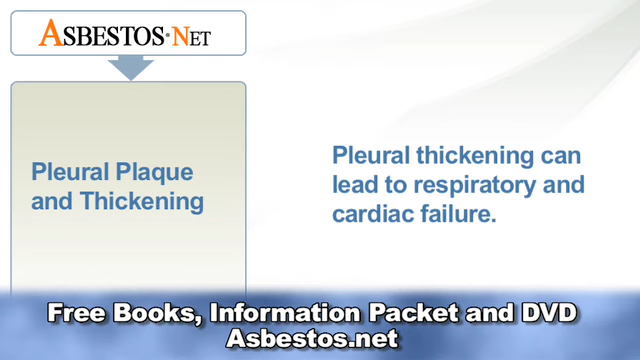 ASBESTOS·NET
Pleural Plaque
and Thickening
Pleural thickening can
lead to respiratory and
cardiac failure.
Free Books, Information Packet and DVD
Asbestos.net